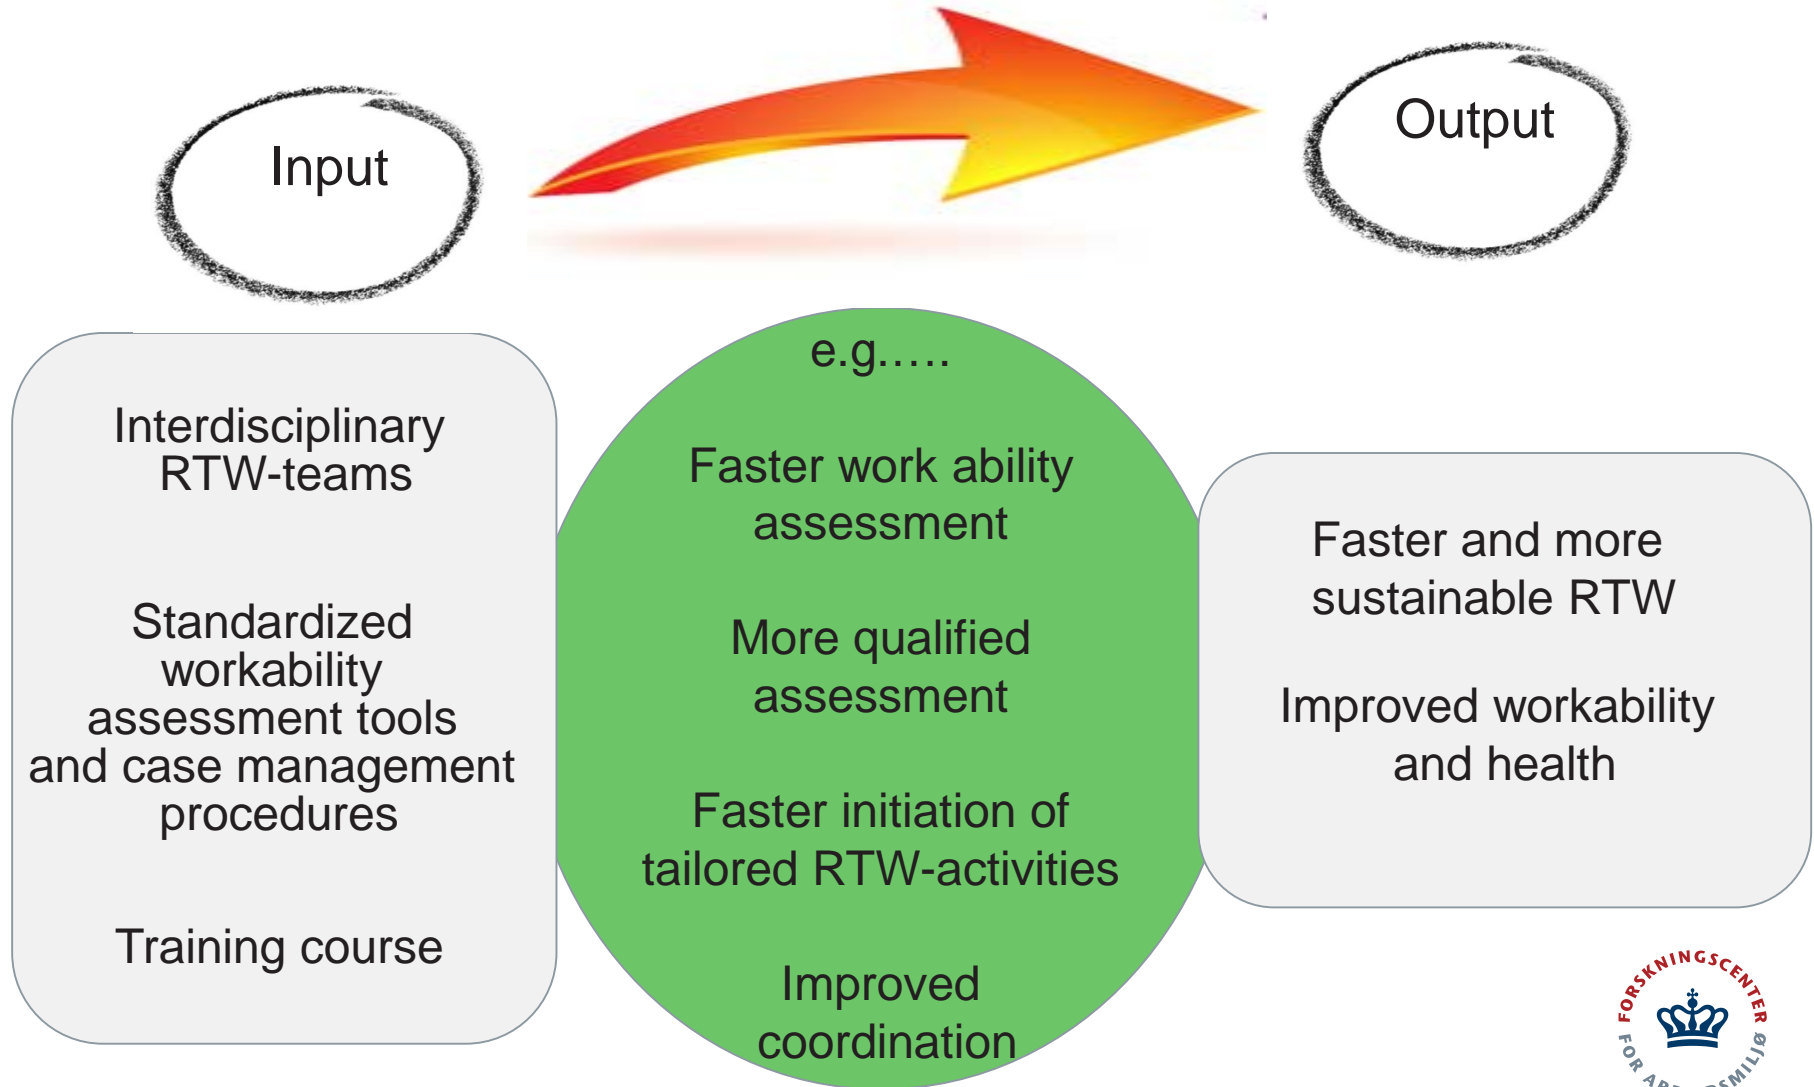 Input
Output
Interdisciplinary
RTW-teams
Standardized
workability
assessment tools
and case management
procedures
Training course
e.g.....
Faster work ability
assessment
More qualified
assessment
Faster initiation of
tailored RTW-activities
Improved
coordination
Faster and more
sustainable RTW
Improved workability
and health
FORSKNINGSCENTER
FOR